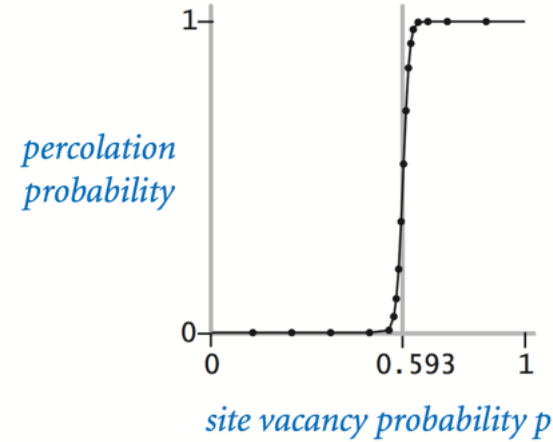 1
percolation
probability
0
0
0.593
1
site vacancy probability p